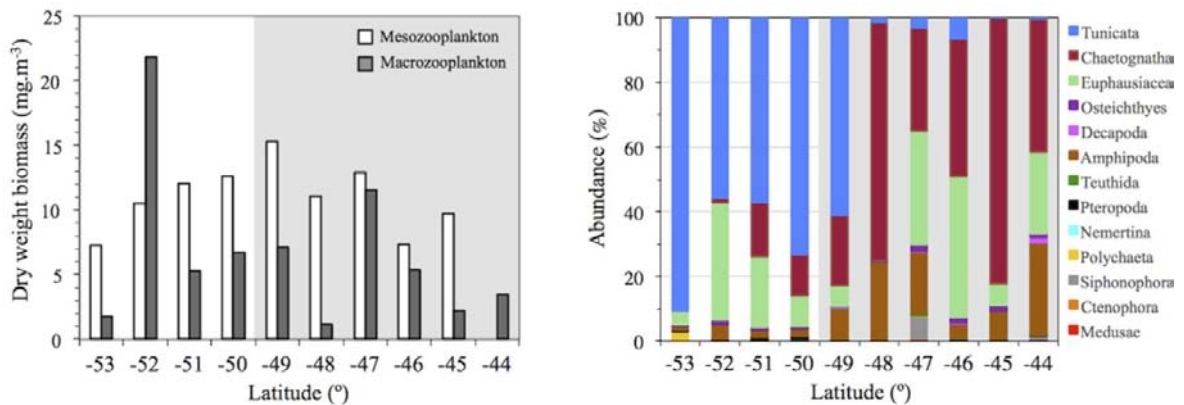 25
20
15
10
5
0
Dry weight biomass (mg.m-3)
Mesozooplankton
Macrozooplankton
-53 -52 -51 -50 -49 -48 -47 -46 -45 -44
Latitude (º)
100
80
60
40
20
0
Abundance (%)
-53 -52 -51 -50 -49 -48 -47 -46 -45 -44
Latitude (º)
Tunicata
Chaetognatha
Euphausiacea
Osteichthyes
Decapoda
Amphipoda
Teuthida
Pteropoda
Nemertina
Polychaeta
Siphonophora
Ctenophora
Medusae